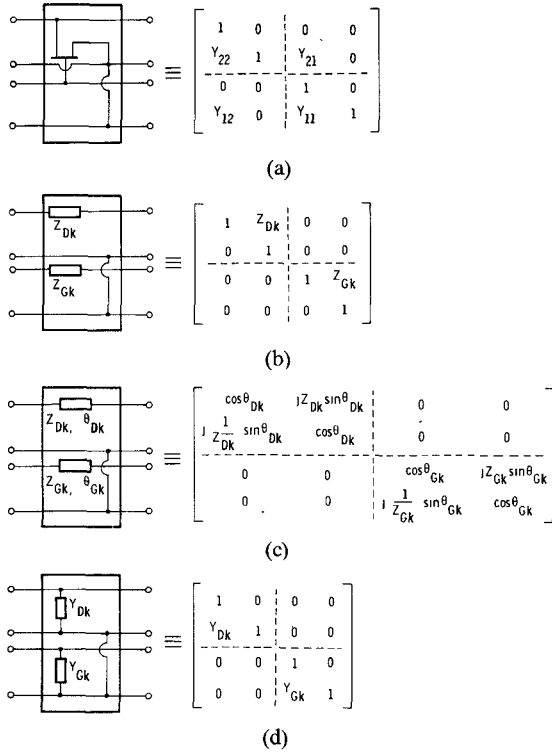 1 0 0 0
Y22 1 Y21 0
≡
0 0 1 0
Y12 0 Y11 1
(a)
ZDk
ZGk
≡
1 ZDk 0 0
0 1 0 0
0 0 1 ZGk
0 0 0 1
(b)
ZDk, θDk
ZGk, θGk
≡
cosθDk jZDk sinθDk 0 0
j 1/ZDk sinθDk cosθDk 0 0
0 0 cosθGk jZGk sinθGk
0 0 j 1/ZGk sinθGk cosθGk
(c)
YDk
YGk
≡
1 0 0 0
YDk 1 0 0
0 0 1 0
0 0 YGk 1
(d)